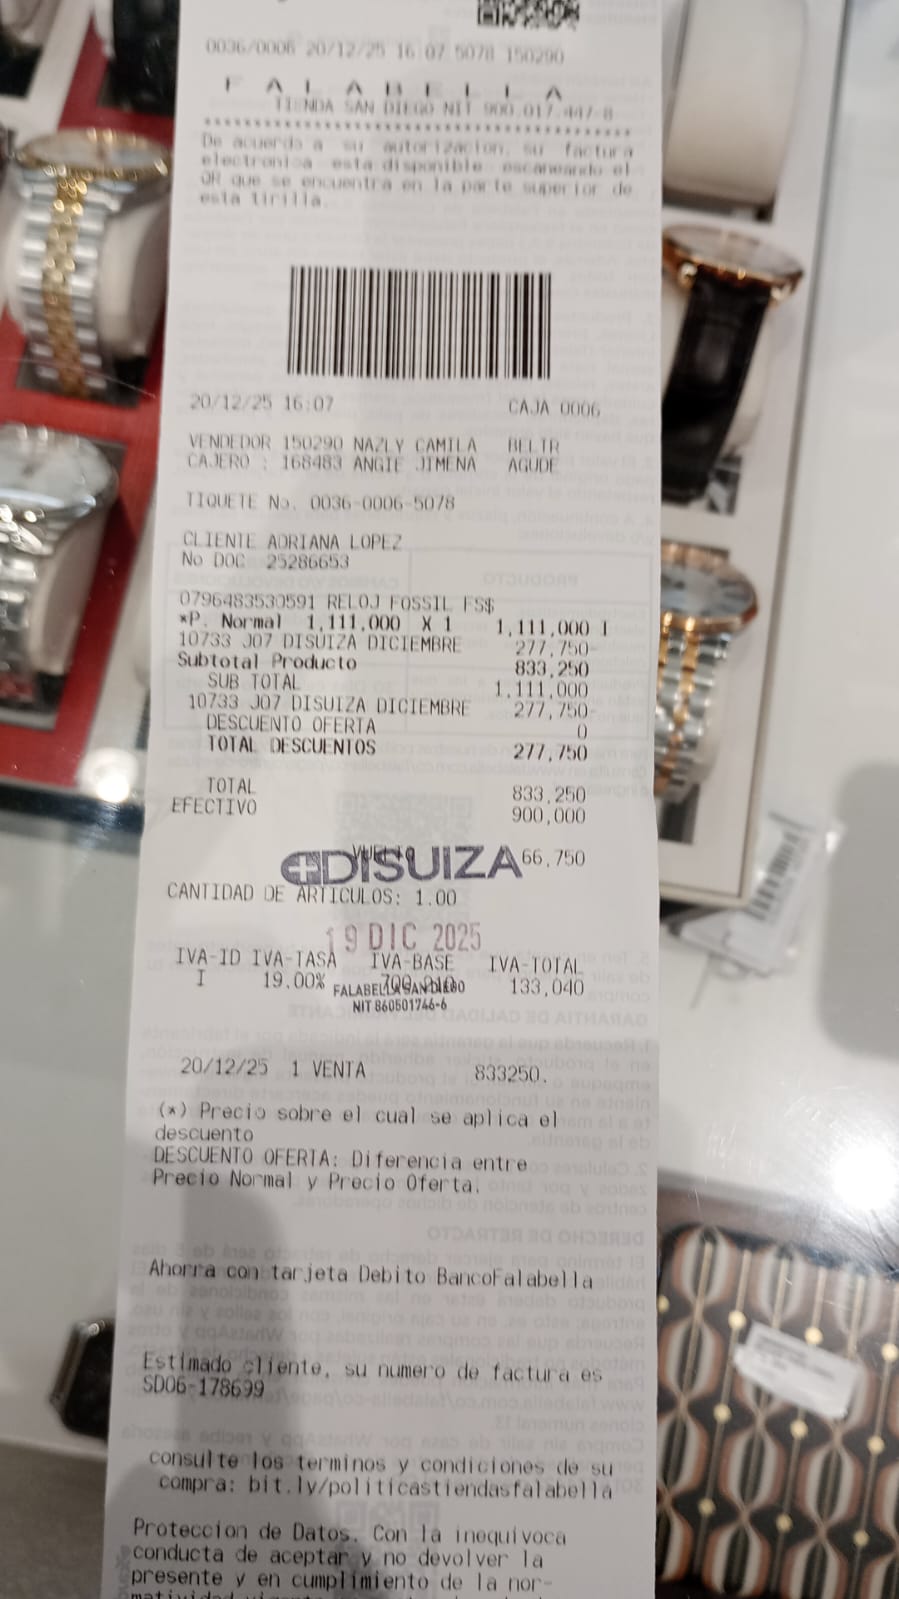 0036/0006 20/12/25 16 07 5078 150290
F A L A B E L L A
TIENDA SAN DIEGO NIT 900.017.447-8
De acuerdo a su autorizacion, su factura
electronica esta disponible escaneando el
QR que se encuentra en la parte superior de
esta tirilla.
20/12/25 16:07 CAJA 0006
VENDEDOR 150290 NAZLY CAMILA BELTR
CAJERO : 168483 ANGIE JIMENA AGUDE
TIQUETE No. 0036-0006-5078
CLIENTE ADRIANA LOPEZ
No DOC 25286653
0796483530591 RELOJ FOSSIL FS$
*P. Normal 1,111,000 X 1 1,111,000 I
10733 J07 DISUIZA DICIEMBRE 277,750-
Subtotal Producto 833,250
SUB TOTAL 1,111,000
10733 J07 DISUIZA DICIEMBRE 277,750-
DESCUENTO OFERTA 0
TOTAL DESCUENTOS 277,750
TOTAL 833,250
EFECTIVO 900,000
DISUIZA 66,750
CANTIDAD DE ARTICULOS: 1.00
19 DIC 2025
IVA-ID IVA-TASA IVA-BASE IVA-TOTAL
I 19.00% 133,040
FALABELLA SAN DIEGO
NIT 860501746-6
20/12/25 1 VENTA 833250.
(*) Precio sobre el cual se aplica el
descuento
DESCUENTO OFERTA: Diferencia entre
Precio Normal y Precio Oferta.
Ahorra con tarjeta Debito BancoFalabella
Estimado cliente, su numero de factura es
SD06-178699
consulte los terminos y condiciones de su
compra: bit.ly/politicastiendasfalabella
Proteccion de Datos. Con la inequivoca
conducta de aceptar y no devolver la
presente y en cumplimiento de la nor-